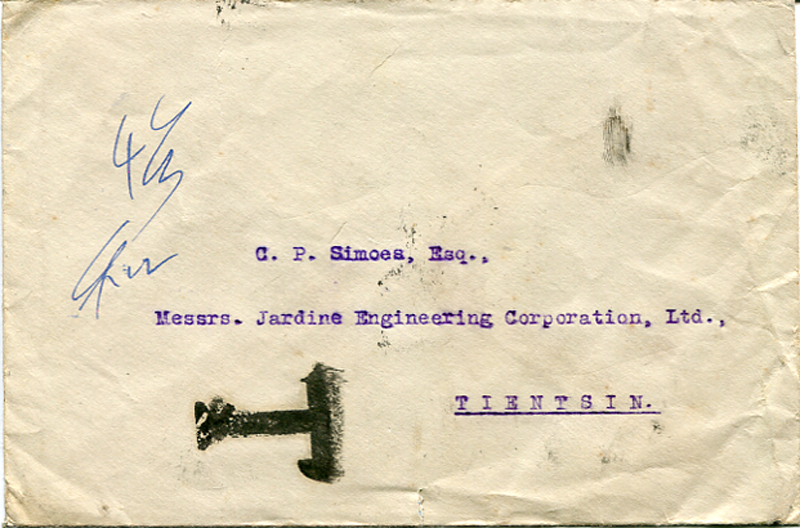 C. P. Simoes, Esq.,
Messrs. Jardine Engineering Corporation, Ltd.,
TIENTSIN.
T